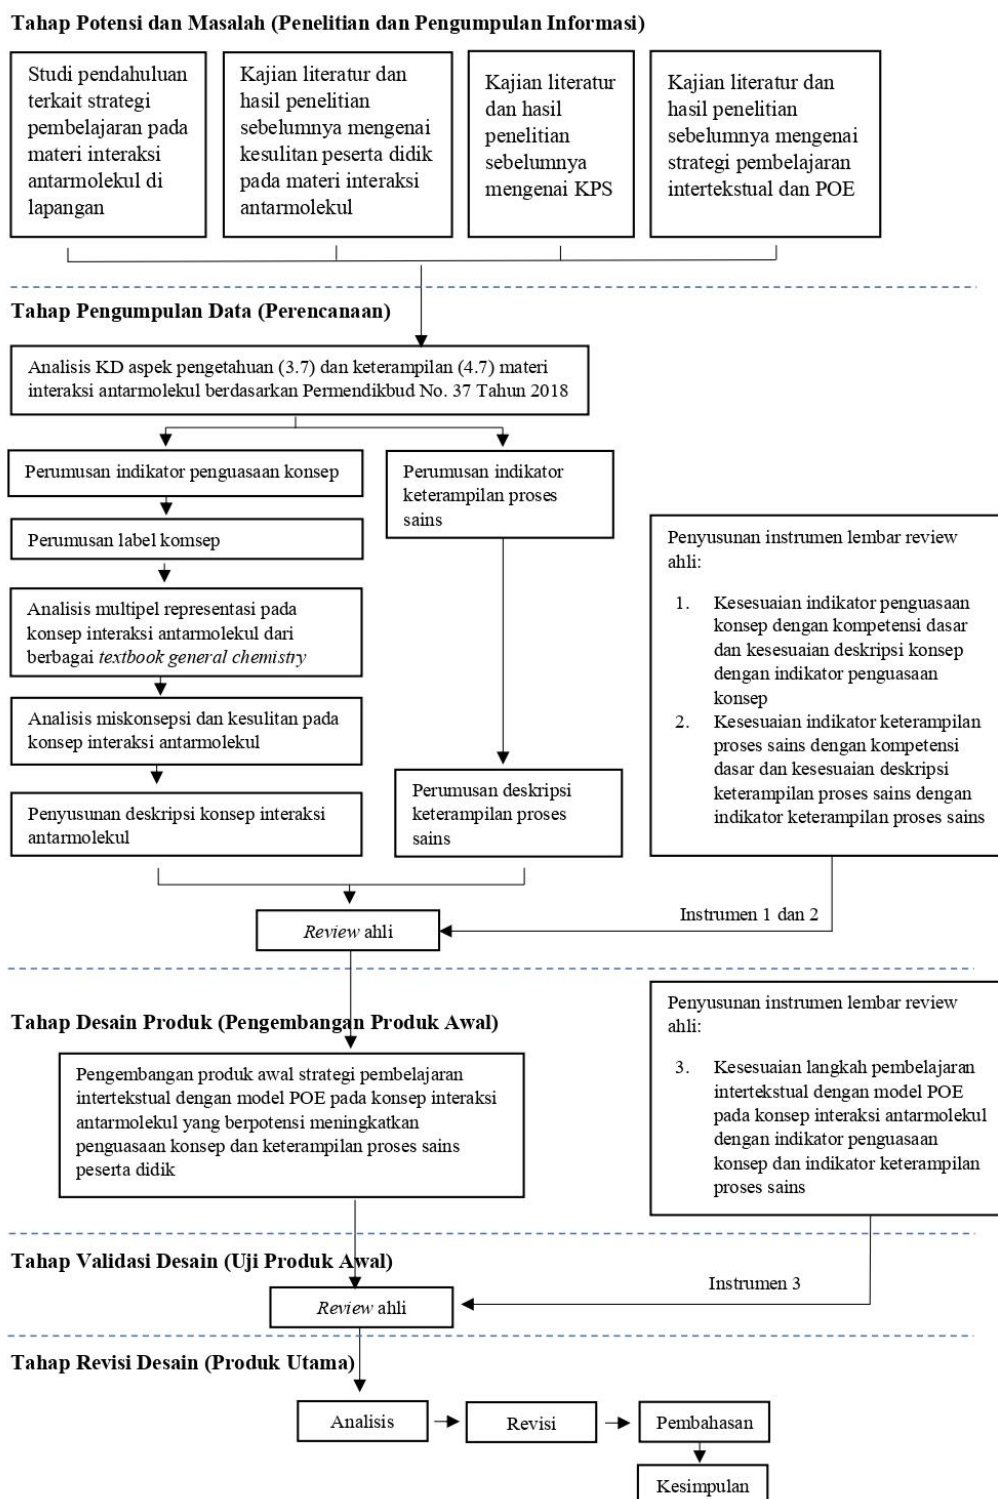 Tahap Potensi dan Masalah (Penelitian dan Pengumpulan Informasi)
Studi pendahuluan
terkait strategi
pembelajaran pada
materi interaksi
antarmolekul di
lapangan
Kajian literatur dan
hasil penelitian
sebelumnya mengenai
kesulitan peserta didik
pada materi interaksi
antarmolekul
Kajian literatur
dan hasil
penelitian
sebelumnya
mengenai KPS
Kajian literatur dan
hasil penelitian
sebelumnya mengenai
strategi pembelajaran
intertekstual dan POE
Tahap Pengumpulan Data (Perencanaan)
Analisis KD aspek pengetahuan (3.7) dan keterampilan (4.7) materi
interaksi antarmolekul berdasarkan Permendikbud No. 37 Tahun 2018
Perumusan indikator penguasaan konsep
Perumusan label komsep
Analisis multipel representasi pada
konsep interaksi antarmolekul dari
berbagai textbook general chemistry
Analisis miskonsepsi dan kesulitan pada
konsep interaksi antarmolekul
Penyusunan deskripsi konsep interaksi
antarmolekul
Perumusan indikator
keterampilan proses
sains
Perumusan deskripsi
keterampilan proses
sains
Penyusunan instrumen lembar review
ahli:
1. Kesesuaian indikator penguasaan
konsep dengan kompetensi dasar
dan kesesuaian deskripsi konsep
dengan indikator penguasaan
konsep
2. Kesesuaian indikator keterampilan
proses sains dengan kompetensi
dasar dan kesesuaian deskripsi
keterampilan proses sains dengan
indikator keterampilan proses sains
Instrumen 1 dan 2
Review ahli
Tahap Desain Produk (Pengembangan Produk Awal)
Pengembangan produk awal strategi pembelajaran
intertekstual dengan model POE pada konsep interaksi
antarmolekul yang berpotensi meningkatkan
penguasaan konsep dan keterampilan proses sains
peserta didik
Penyusunan instrumen lembar review
ahli:
3. Kesesuaian langkah pembelajaran
intertekstual dengan model POE
pada konsep interaksi antarmolekul
dengan indikator penguasaan
konsep dan indikator keterampilan
proses sains
Tahap Validasi Desain (Uji Produk Awal)
Instrumen 3
Review ahli
Tahap Revisi Desain (Produk Utama)
Analisis
Revisi
Pembahasan
Kesimpulan